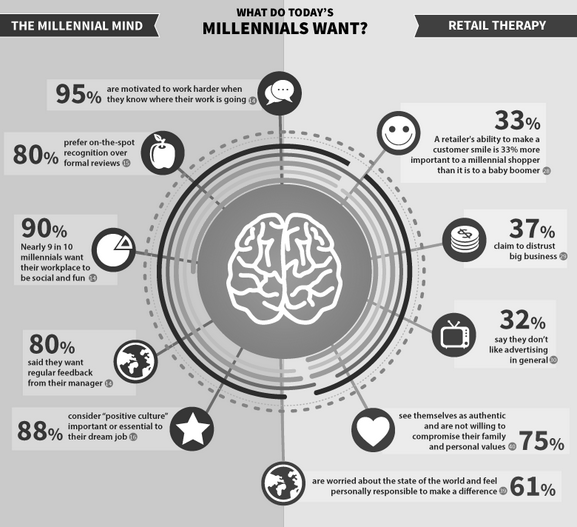 THE MILLENNIAL MIND
WHAT DO TODAY'S
MILLENNIALS WANT?
RETAIL THERAPY
95%
are motivated to work harder when
they know where their work is going
80%
prefer on-the-spot
recognition over
formal reviews
90%
Nearly 9 in 10
millennials want
their workplace to
be social and fun
80%
said they want
regular feedback
from their manager
88%
consider "positive culture"
important or essential to
their dream job
33%
A retailer's ability to make a
customer smile is 33% more
important to a millennial shopper
than it is to a baby boomer
37%
claim to distrust
big business
32%
say they don't
like advertising
in general
see themselves as authentic
and are not willing to
compromise their family
and personal values
75%
are worried about the state of the world and feel
personally responsible to make a difference
61%